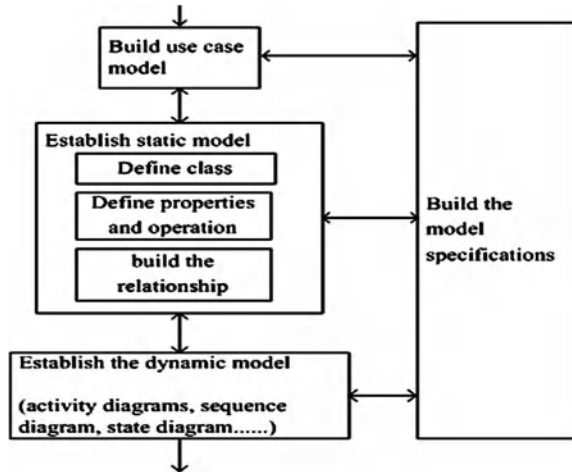 Build use case
model
Establish static model
Define class
Define properties
and operation
build the
relationship
Establish the dynamic model
(activity diagrams, sequence
diagram, state diagram......)
Build the
model
specifications